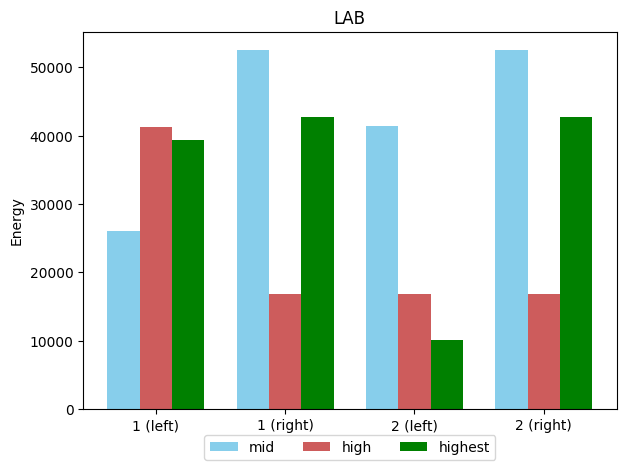 LAB
50000
40000
30000
20000
10000
0
Energy
1 (left) 1 (right) 2 (left) 2 (right)
mid high highest